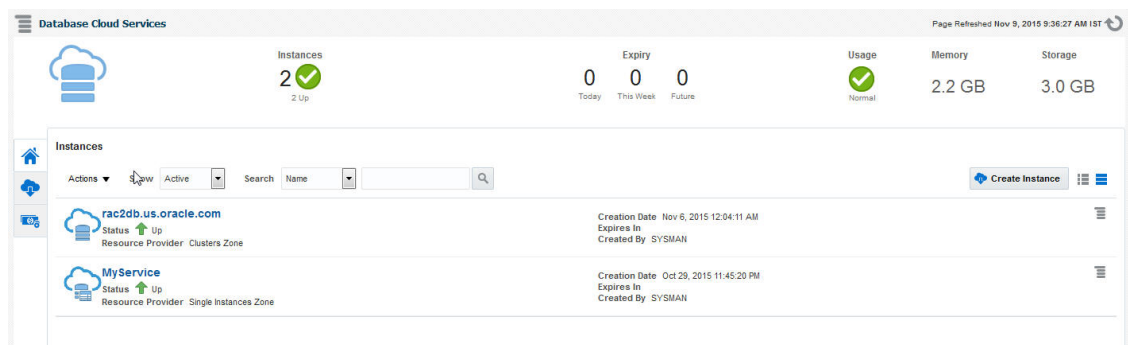 Database Cloud Services
Page Refreshed Nov 9, 2015 9:36:27 AM IST
Instances
2
2 Up
Expiry
0 0 0
Today This Week Future
Usage
Normal
Memory
2.2 GB
Storage
3.0 GB
Instances
Actions Show Active Search Name Create Instance
rac2db.us.oracle.com
Status Up
Resource Provider Clusters Zone
Creation Date Nov 6, 2015 12:04:11 AM
Expires In
Created By SYSMAN
MyService
Status Up
Resource Provider Single Instances Zone
Creation Date Oct 29, 2015 11:45:20 PM
Expires In
Created By SYSMAN